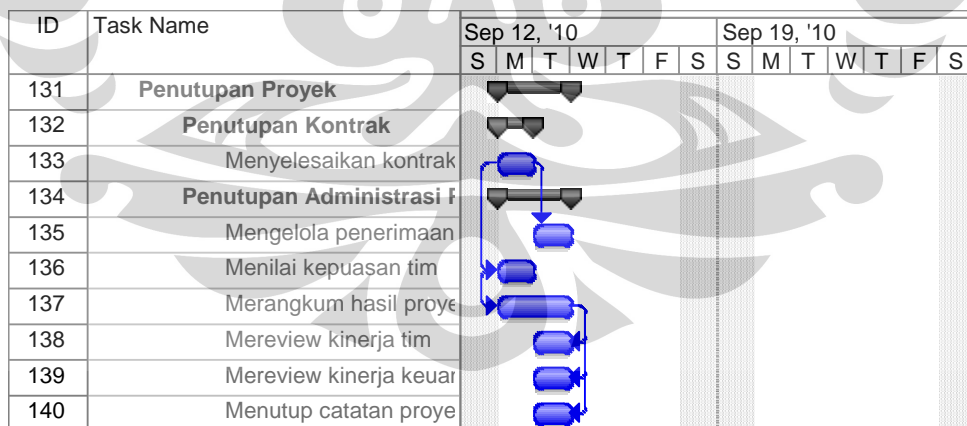 ID Task Name Sep 12, '10 Sep 19, '10
S M T W T F S S M T W T F S
131 Penutupan Proyek
132 Penutupan Kontrak
133 Menyelesaikan kontrak
134 Penutupan Administrasi
135 Mengelola penerimaan
136 Menilai kepuasan tim
137 Merangkum hasil proye
138 Mereview kinerja tim
139 Mereview kinerja keuan
140 Menutup catatan proye